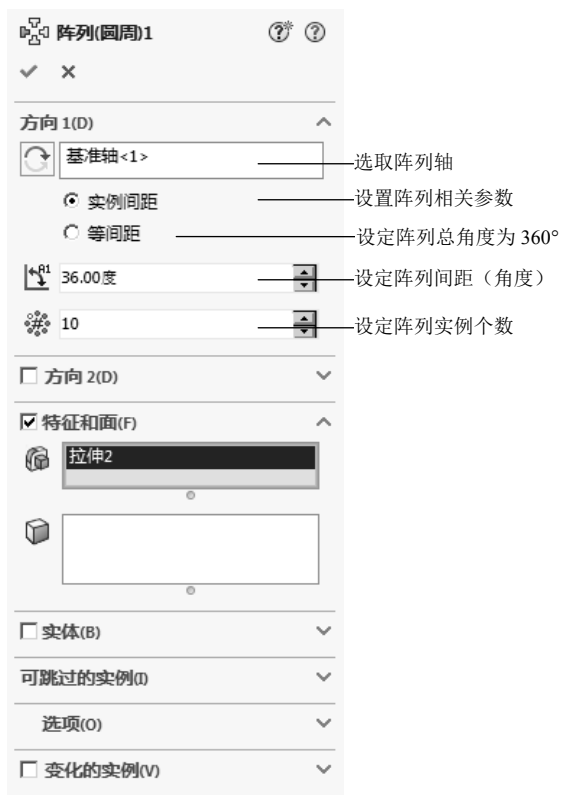 阵列(圆周)1
方向1(D)
基准轴<1>
选取阵列轴
实例间距
设置阵列相关参数
等间距
设定阵列总角度为 360°
A1
36.00度
设定阵列间距（角度）
#
10
设定阵列实例个数
方向2(D)
特征和面(F)
拉伸2
实体(B)
可跳过的实例(I)
选项(O)
变化的实例(V)